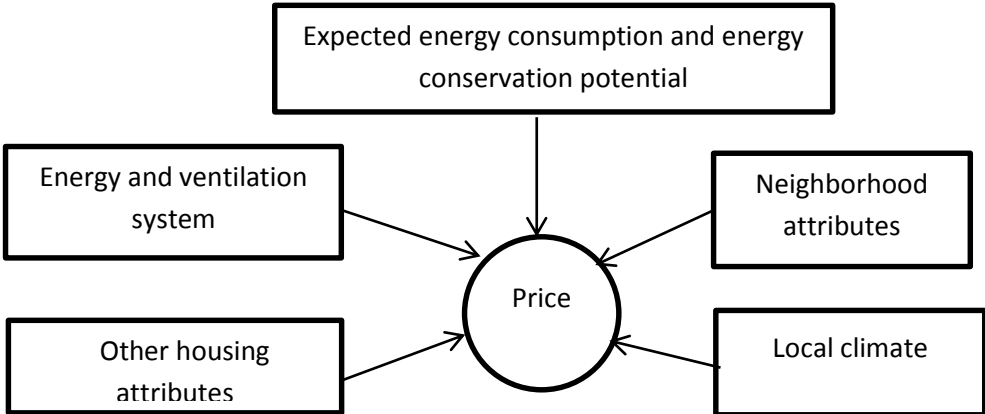 Expected energy consumption and energy
conservation potential
Energy and ventilation
system
Neighborhood
attributes
Price
Other housing
attributes
Local climate